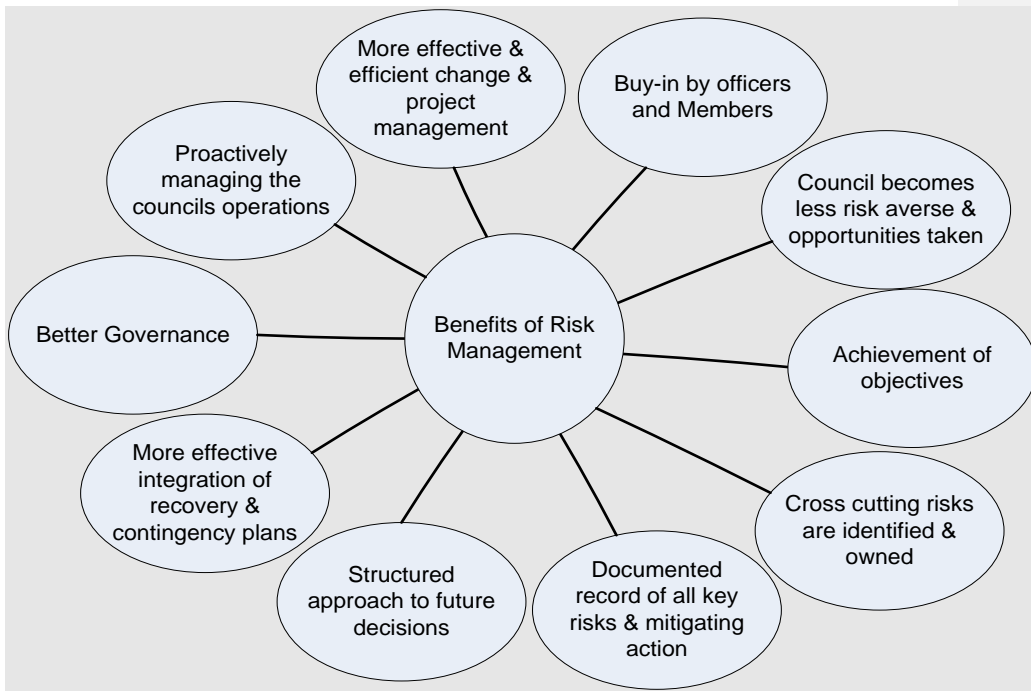 More effective &
efficient change &
project
management
Buy-in by officers
and Members
Proactively
managing the
councils operations
Council becomes
less risk averse &
opportunities taken
Better Governance
Benefits of Risk
Management
Achievement of
objectives
More effective
integration of
recovery &
contingency plans
Cross cutting risks
are identified &
owned
Structured
approach to future
decisions
Documented
record of all key
risks & mitigating
action